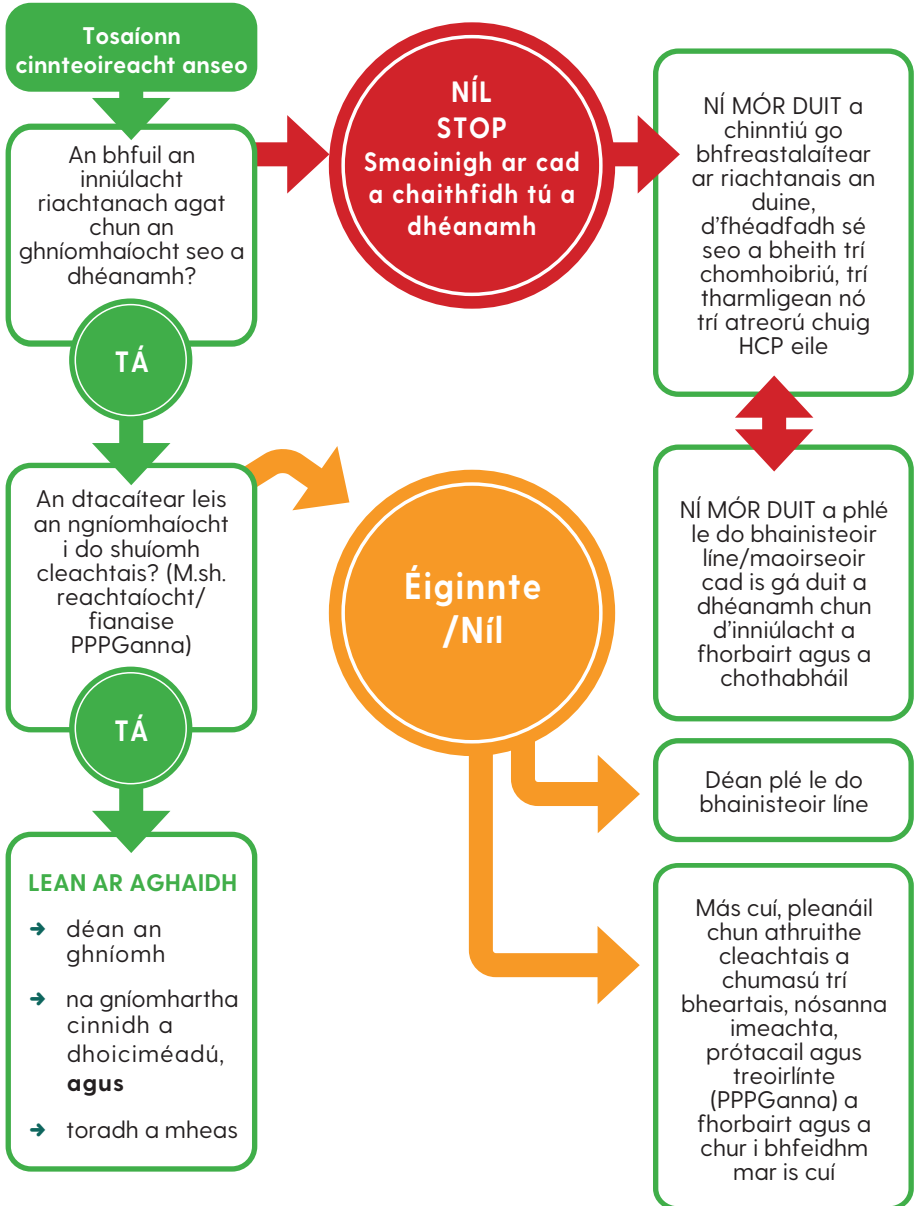 Tosaíonn
cinnteoireacht anseo
An bhfuil an
inniúlacht
riachtanach agat
chun an
ghníomhaíocht seo a
dhéanamh?
NÍL
STOP
Smaoinigh ar cad
a chaithfidh tú a
dhéanamh
NÍ MÓR DUIT a
chinntiú go
bhfreastalaítear
ar riachtanais an
duine,
d'fhéadfadh sé
seo a bheith trí
chomhoibriú, trí
tharmligean nó
trí atreorú chuig
HCP eile
TÁ
An dtacaítear leis
an ngníomhaíocht
i do shuíomh
cleachtais? (M.sh.
reachtaíocht/
fianaise
PPPGanna)
Éiginnte
/Níl
NÍ MÓR DUIT a phlé
le do bhainisteoir
líne/maoirseoir
cad is gá duit a
dhéanamh chun
d'inniúlacht a
fhorbairt agus a
chothabháil
TÁ
Déan plé le do
bhainisteoir líne
LEAN AR AGHAIDH
➔ déan an
ghníomh
➔ na gníomhartha
cinnidh a
dhoiciméadú,
agus
➔ toradh a mheas
Más cuí, pleanáil
chun athruithe
cleachtais a
chumasú trí
bheartais, nósanna
imeachta,
prótacail agus
treoirlínte
(PPPGanna) a
fhorbairt agus a
chur i bhfeidhm
mar is cuí